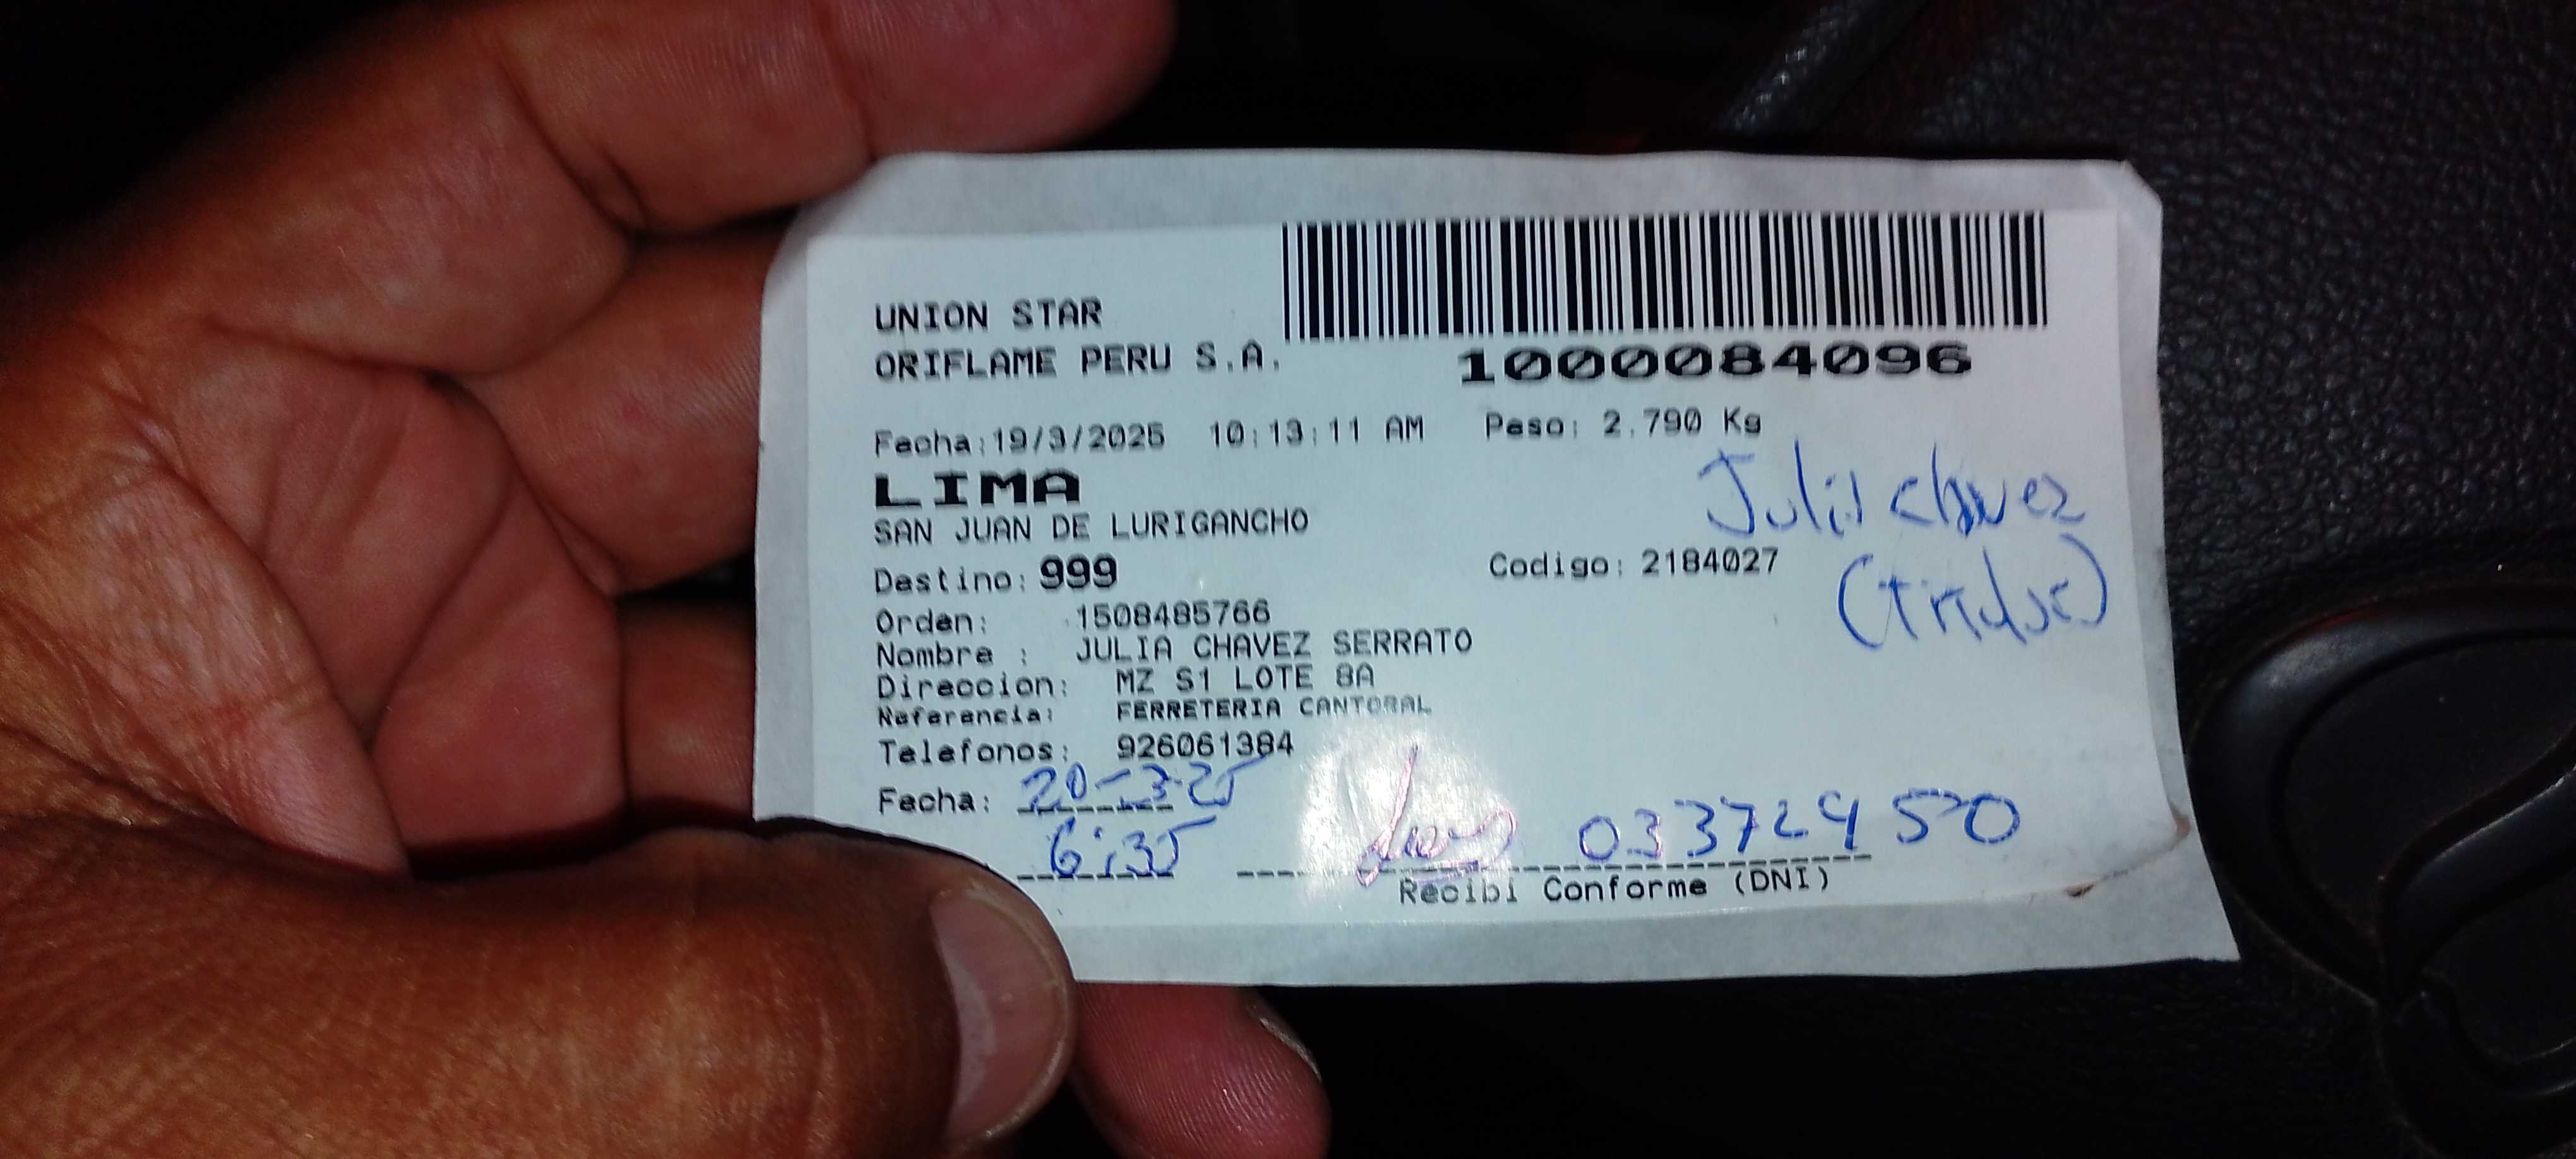 UNION STAR
ORIFLAME PERU S.A.
1000084096
Fecha:19/3/2025 10:13:11 AM Peso: 2.790 Kg
LIMA
SAN JUAN DE LURIGANCHO
Julia chavez
(titular)
Destino: 999 Codigo: 2184027
Orden: 1508485766
Nombre : JULIA CHAVEZ SERRATO
Direccion: MZ S1 LOTE 8A
Referencia: FERRETERIA CANTORAL
Telefonos: 926061384
Fecha: 20-3-25
6:35 03372450
Recibi Conforme (DNI)